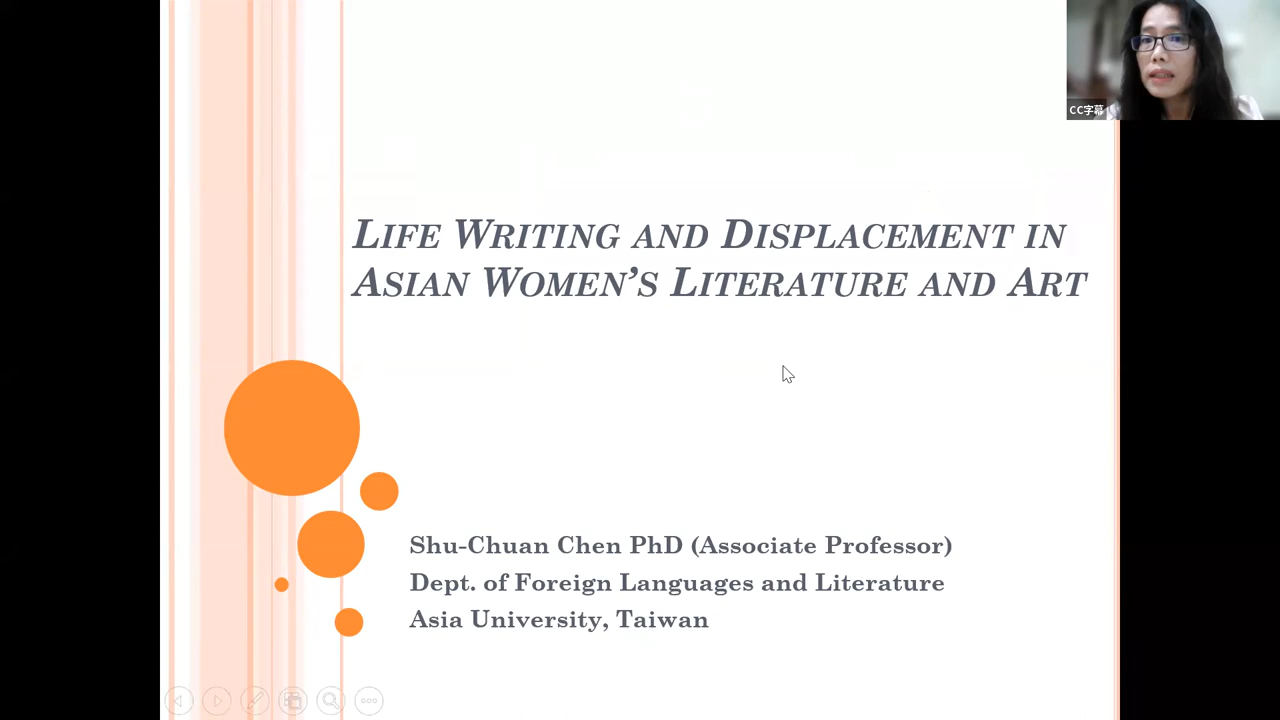 CC字幕
Life Writing and Displacement in
Asian Women's Literature and Art
Shu-Chuan Chen PhD (Associate Professor)
Dept. of Foreign Languages and Literature
Asia University, Taiwan